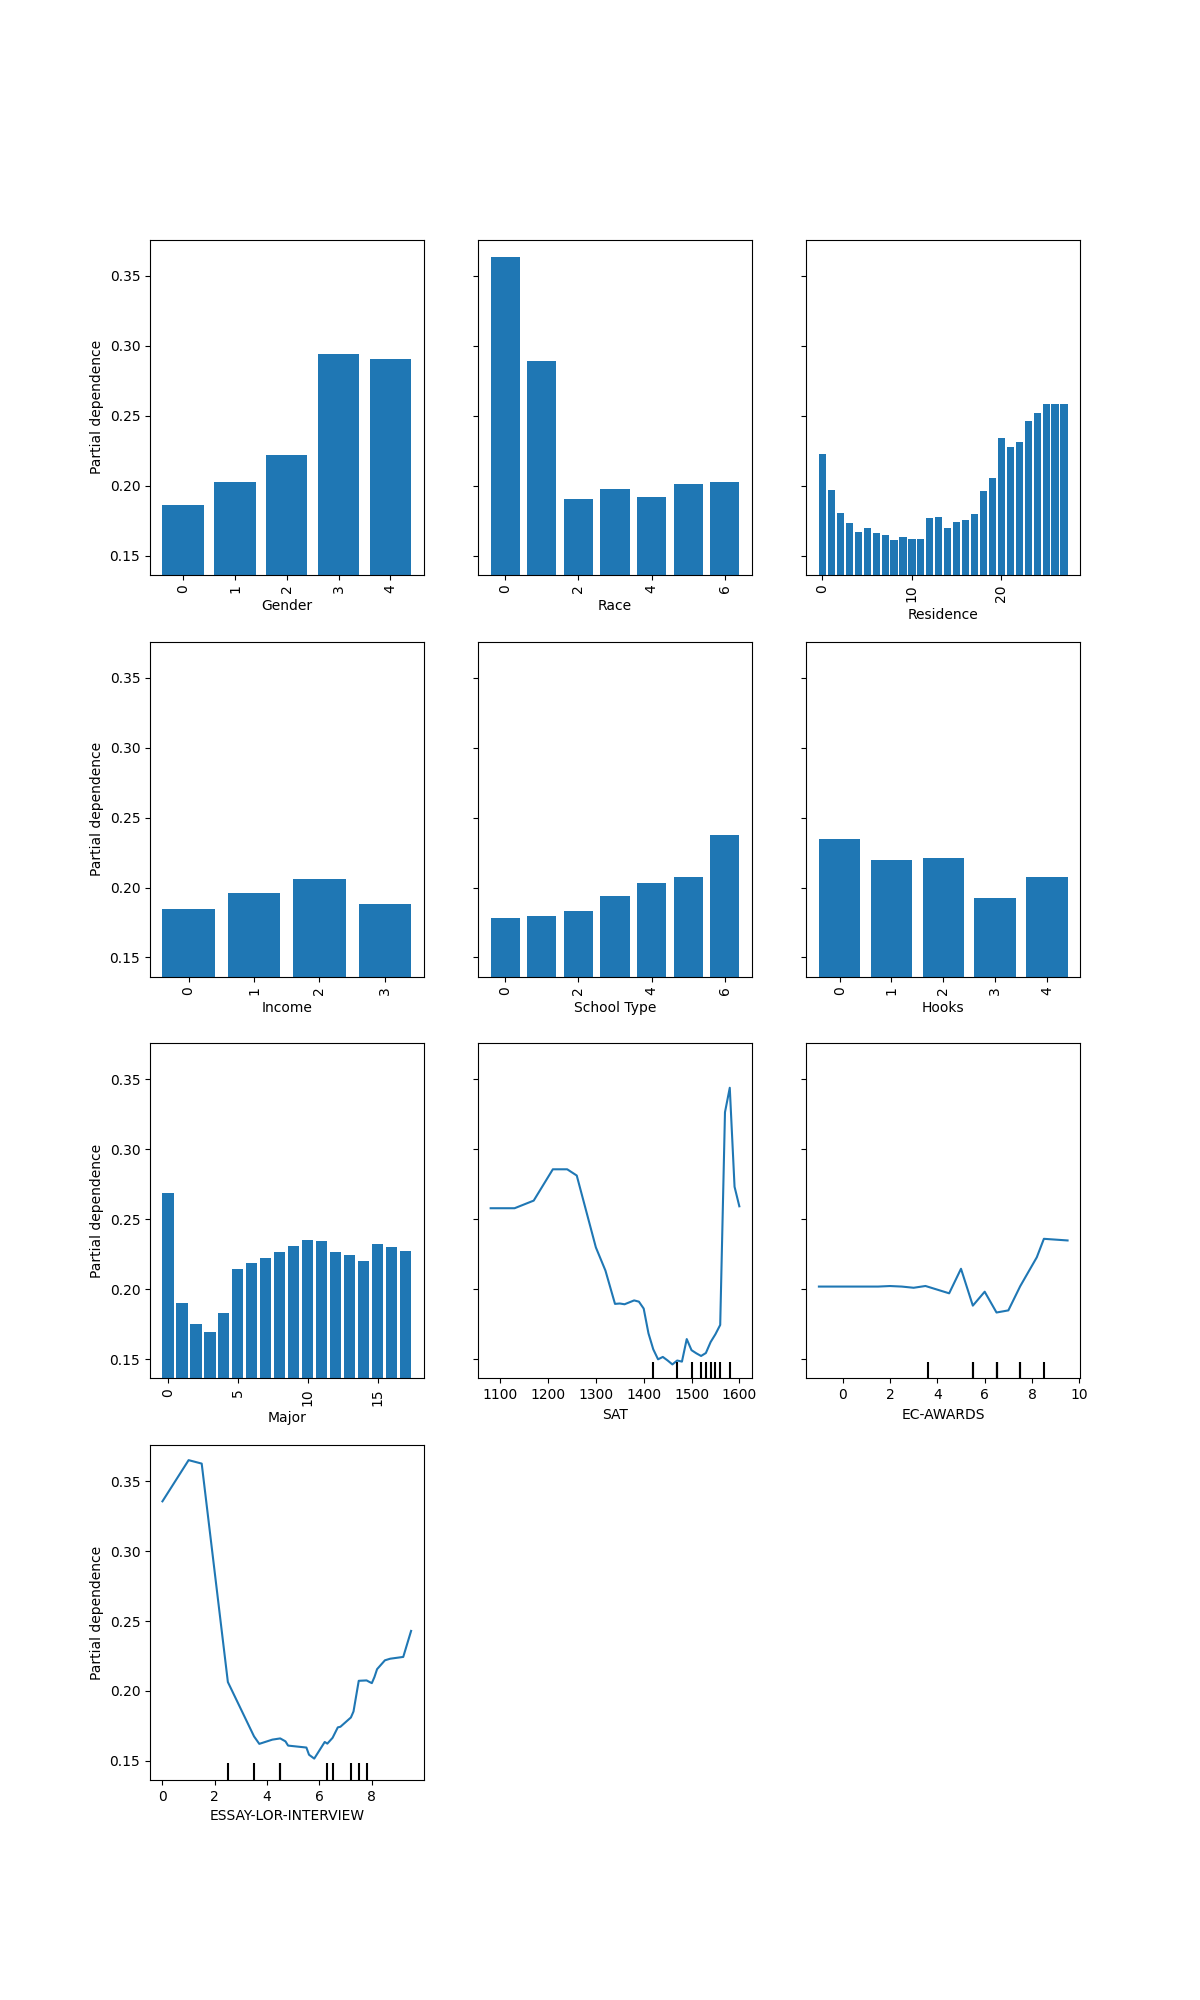 Partial dependence
0.35
0.30
0.25
0.20
0.15
0 1 2 3 4
Gender
0 2 4 6
Race
0 10 20
Residence
Partial dependence
0.35
0.30
0.25
0.20
0.15
0 1 2 3
Income
0 2 4 6
School Type
0 1 2 3 4
Hooks
Partial dependence
0.35
0.30
0.25
0.20
0.15
0 5 10 15
Major
1100 1200 1300 1400 1500 1600
SAT
0 2 4 6 8 10
EC-AWARDS
Partial dependence
0.35
0.30
0.25
0.20
0.15
0 2 4 6 8
ESSAY-LOR-INTERVIEW